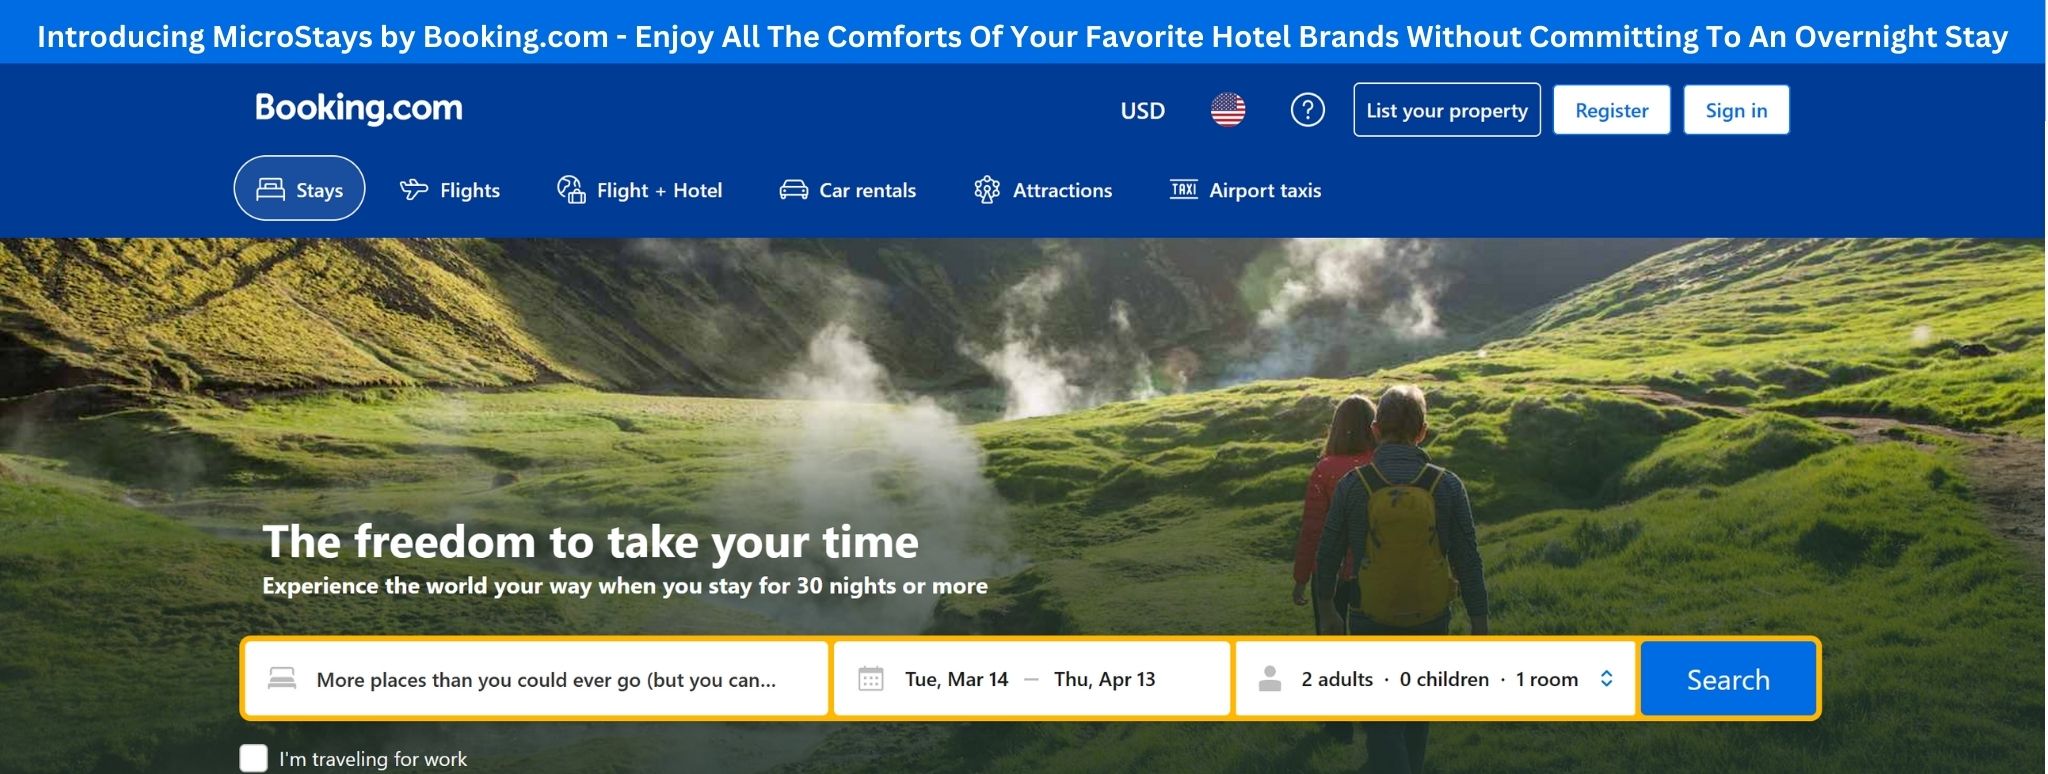 Introducing MicroStays by Booking.com - Enjoy All The Comforts Of Your Favorite Hotel Brands Without Committing To An Overnight Stay
Booking.com
USD
?
List your property
Register
Sign in
Stays
Flights
Flight + Hotel
Car rentals
Attractions
TAXI
Airport taxis
The freedom to take your time
Experience the world your way when you stay for 30 nights or more
More places than you could ever go (but you can...
Tue, Mar 14 — Thu, Apr 13
2 adults · 0 children · 1 room
Search
I'm traveling for work